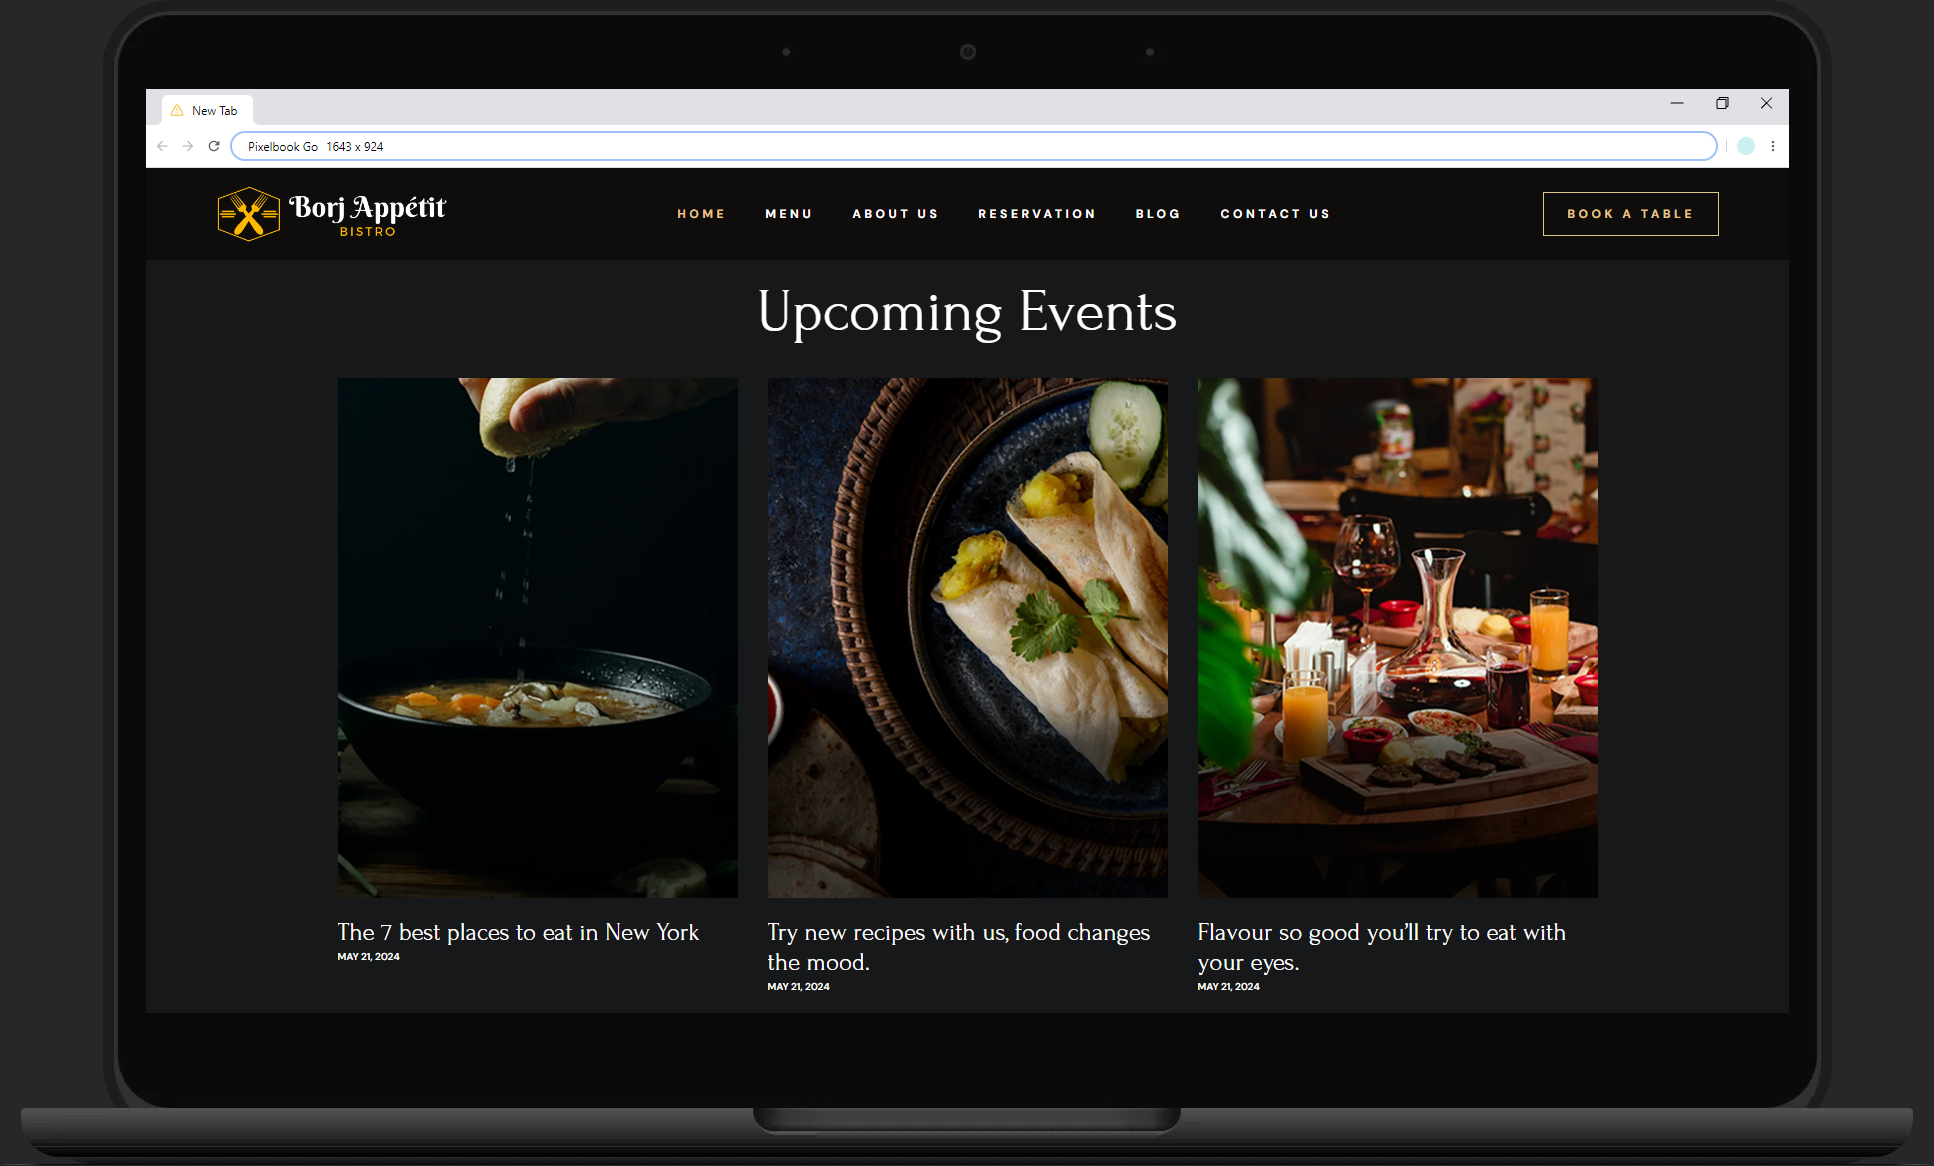 New Tab
Pixelbook Go 1643 x 924
Borj Appétit
BISTRO
HOME MENU ABOUT US RESERVATION BLOG CONTACT US
BOOK A TABLE
Upcoming Events
The 7 best places to eat in New York
MAY 21, 2024
Try new recipes with us, food changes
the mood.
MAY 21, 2024
Flavour so good you’ll try to eat with
your eyes.
MAY 21, 2024